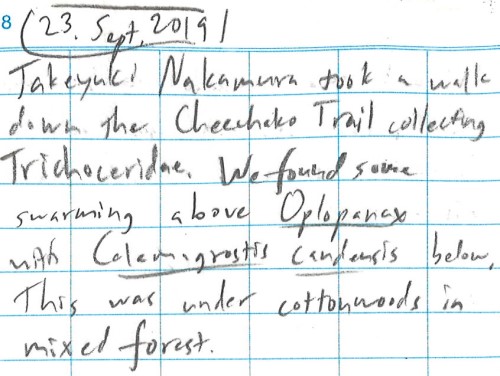 8 (23. Sept. 2019)
Takeyuki Nakamura took a walk
down the Cheechako Trail collecting
Trichoceridae. We found some
swarming above Oplopanax
with Calamagrostis candensis below.
This was under cottonwoods in
mixed forest.